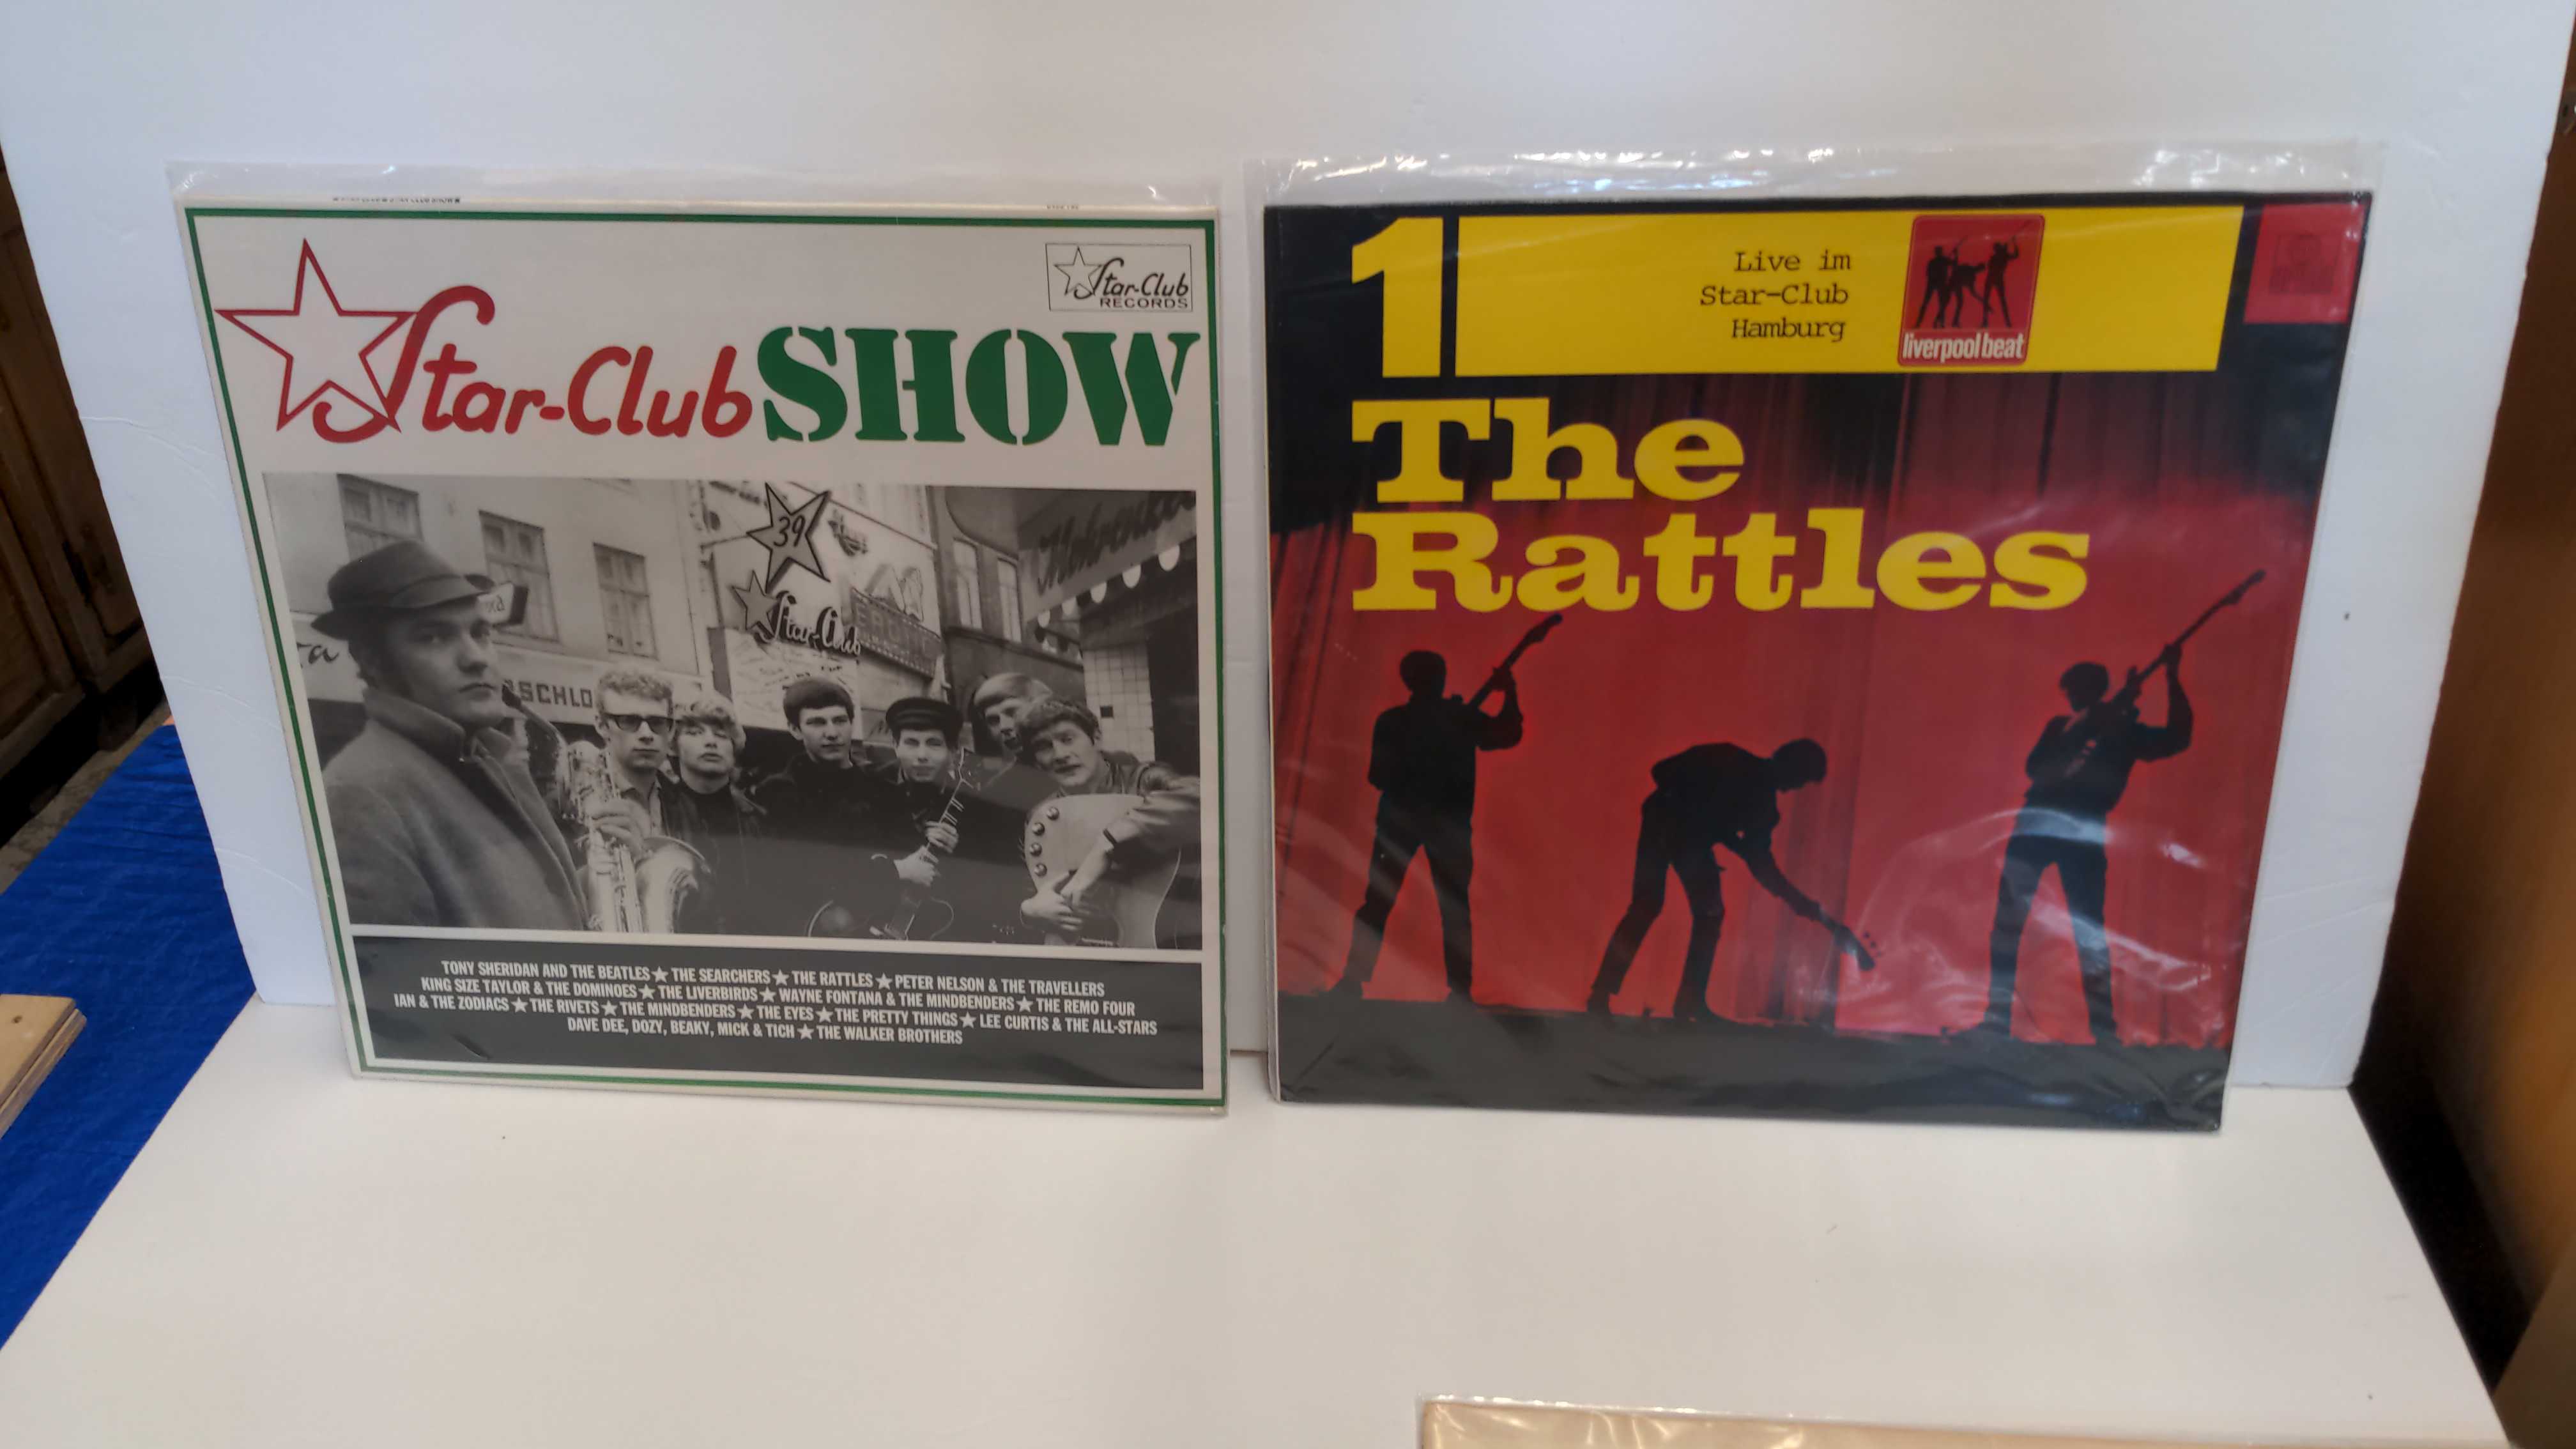 Star-Club
RECORDS
Star-Club SHOW
39
Star-Club
SCHLO
TONY SHERIDAN AND THE BEATLES ★ THE SEARCHERS ★ THE RATTLES ★ PETER NELSON & THE TRAVELLERS
KING SIZE TAYLOR & THE DOMINOES ★ THE LIVERBIRDS ★ WAYNE FONTANA & THE MINDBENDERS ★ THE REMO FOUR
IAN & THE ZODIACS ★ THE RIVETS ★ THE MINDBENDERS ★ THE EYES ★ THE PRETTY THINGS ★ LEE CURTIS & THE ALL-STARS
DAVE DEE, DOZY, BEAKY, MICK & TICH ★ THE WALKER BROTHERS
1
Live im
Star-Club
Hamburg
liverpool beat
The
Rattles